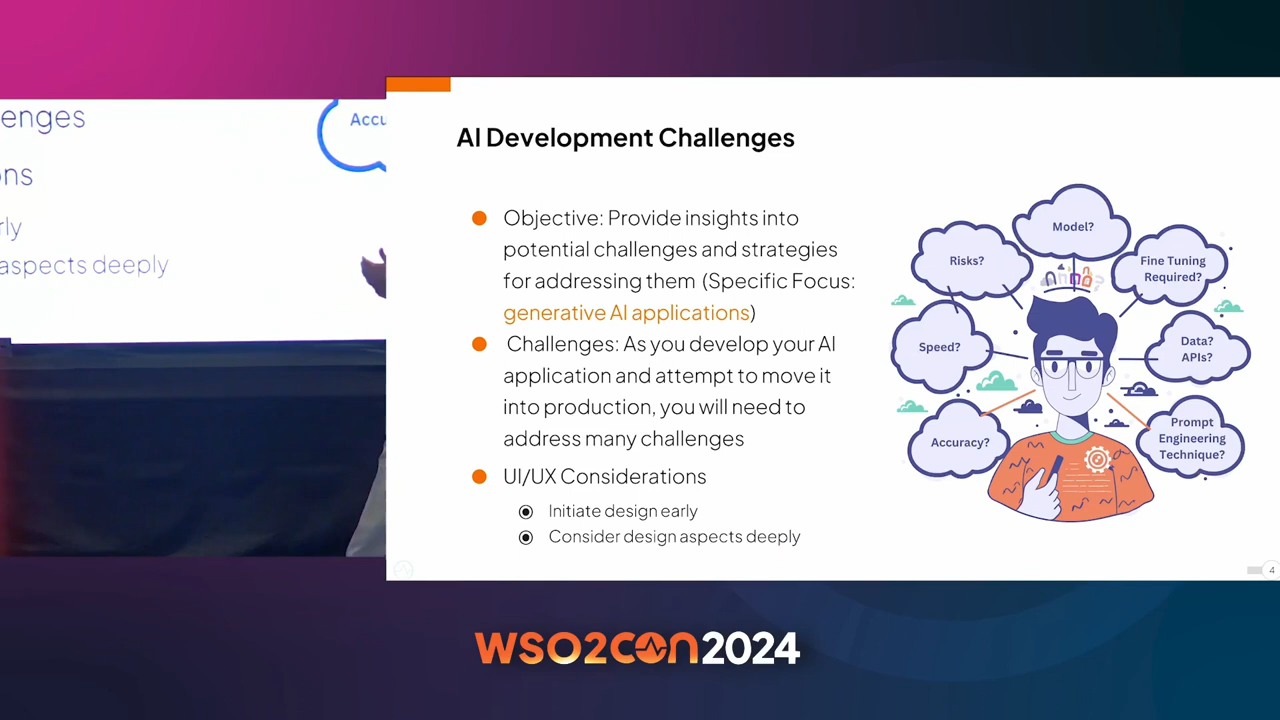 enges
Accu
ons
rly
aspects deeply
AI Development Challenges
Objective: Provide insights into
potential challenges and strategies
for addressing them (Specific Focus:
generative AI applications)
Challenges: As you develop your AI
application and attempt to move it
into production, you will need to
address many challenges
UI/UX Considerations
Initiate design early
Consider design aspects deeply
Model?
Risks?
Fine Tuning
Required?
Speed?
Data?
APIs?
Accuracy?
Prompt
Engineering
Technique?
4
WSO2CON2024